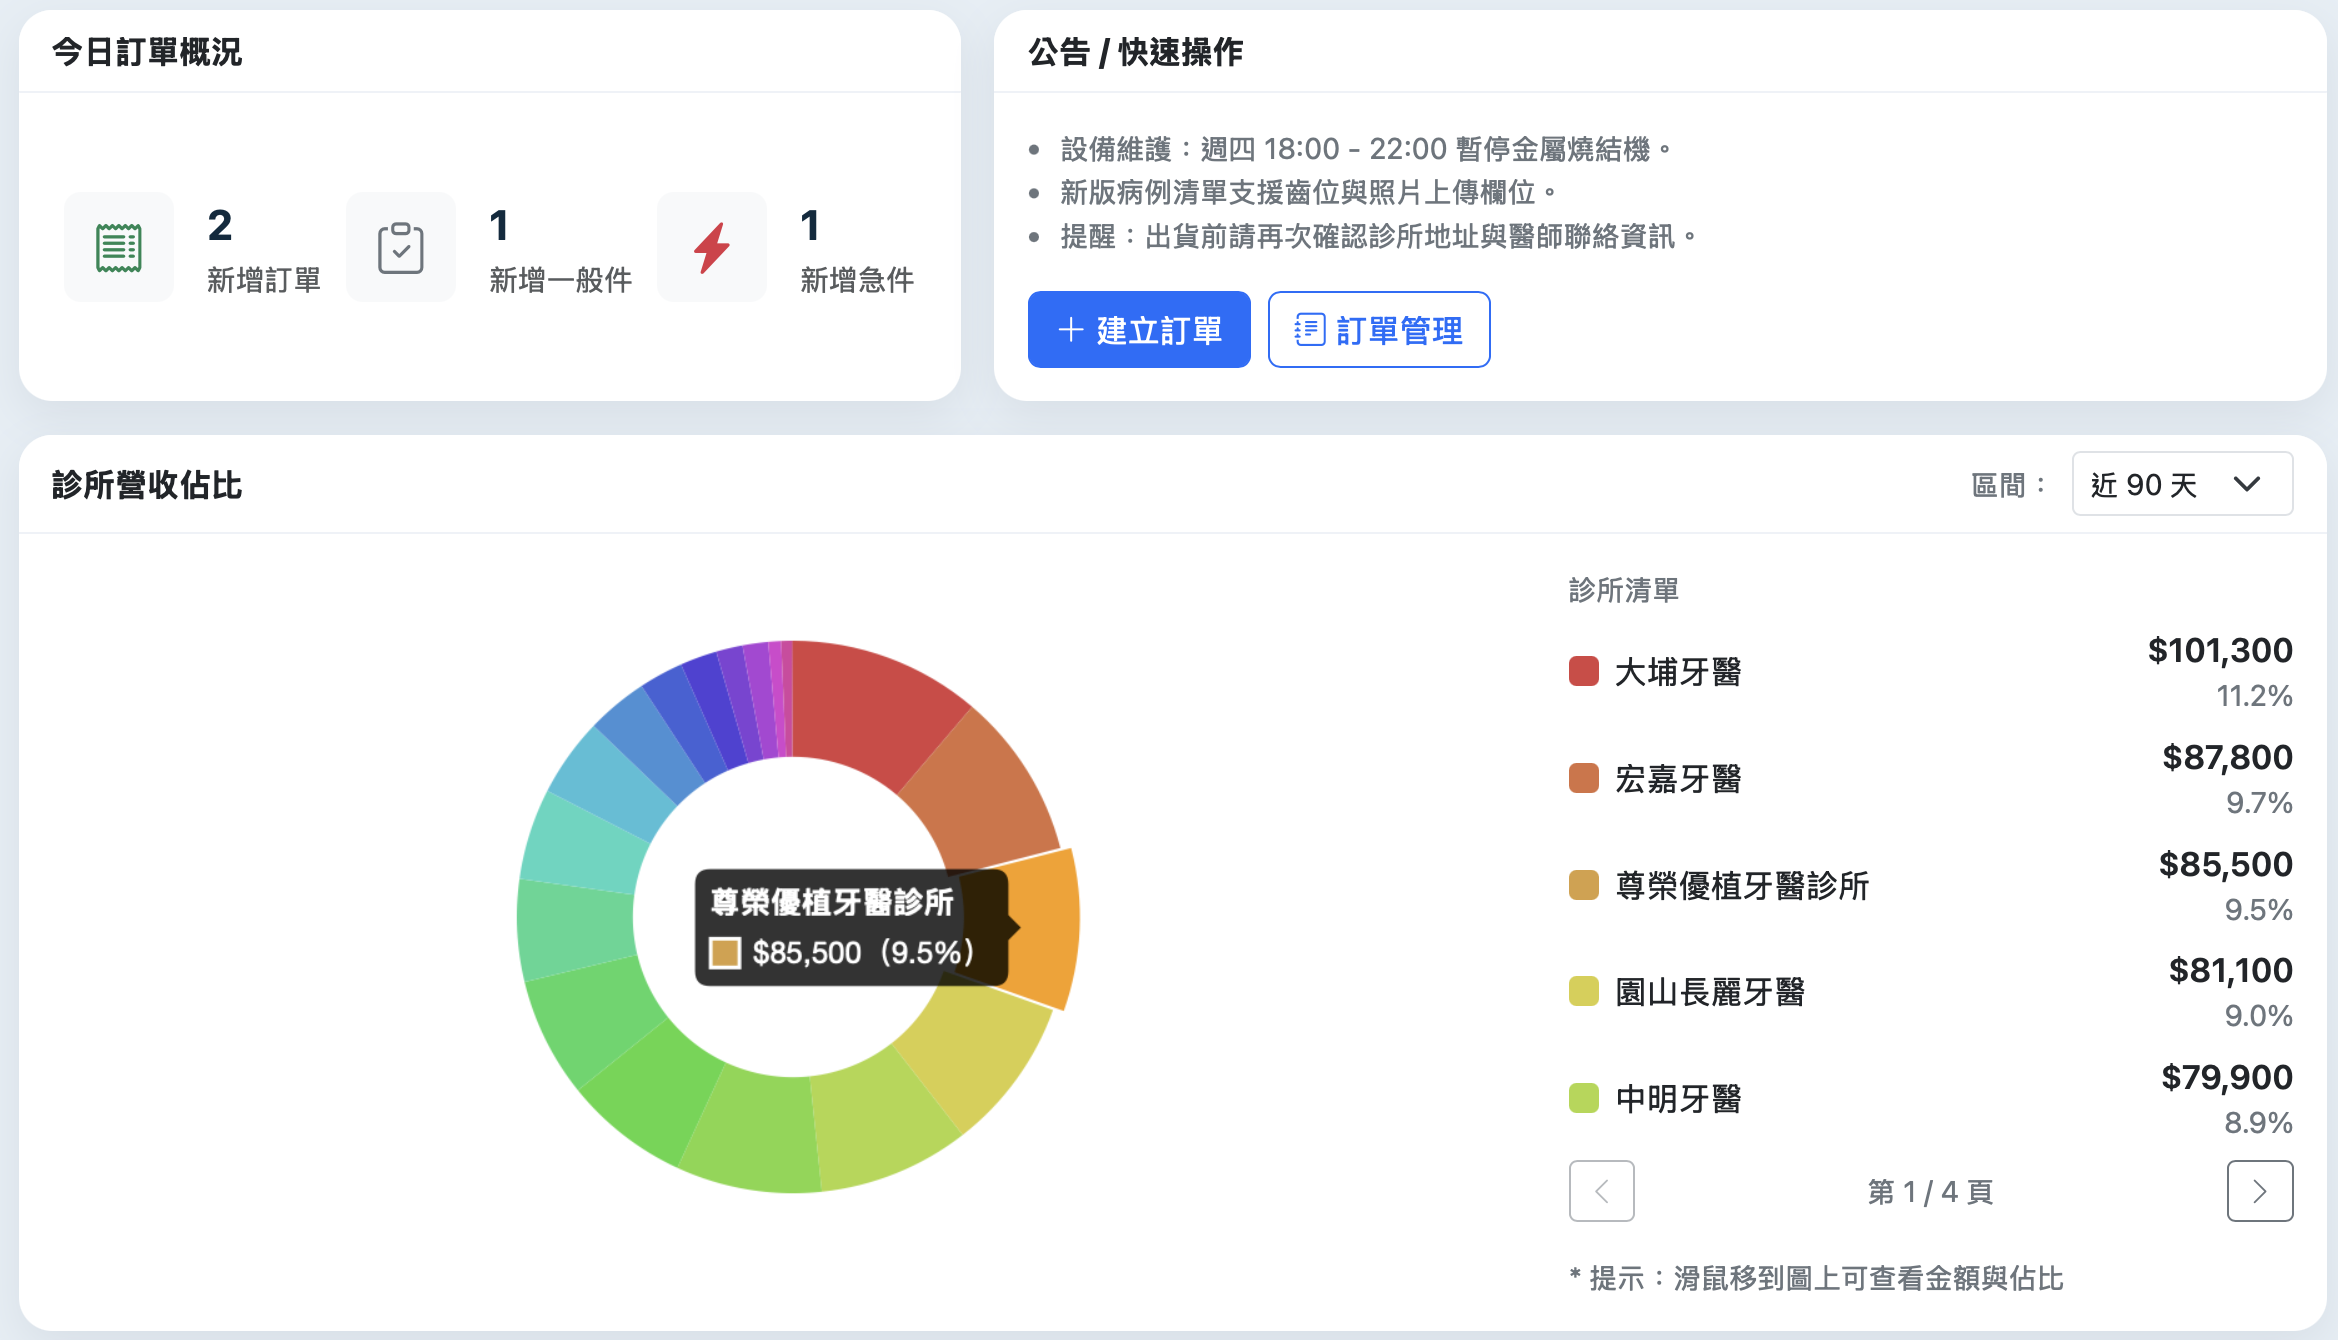 今日訂單概況
2
新增訂單
1
新增一般件
1
新增急件
公告 / 快速操作
設備維護：週四 18:00 - 22:00 暫停金屬燒結機。
新版病例清單支援齒位與照片上傳欄位。
提醒：出貨前請再次確認診所地址與醫師聯絡資訊。
建立訂單
訂單管理
診所營收佔比
區間：
近 90 天
尊榮優植牙醫診所
$85,500（9.5%）
診所清單
大埔牙醫
$101,300
11.2%
宏嘉牙醫
$87,800
9.7%
尊榮優植牙醫診所
$85,500
9.5%
園山長麗牙醫
$81,100
9.0%
中明牙醫
$79,900
8.9%
第 1 / 4 頁
* 提示：滑鼠移到圖上可查看金額與佔比